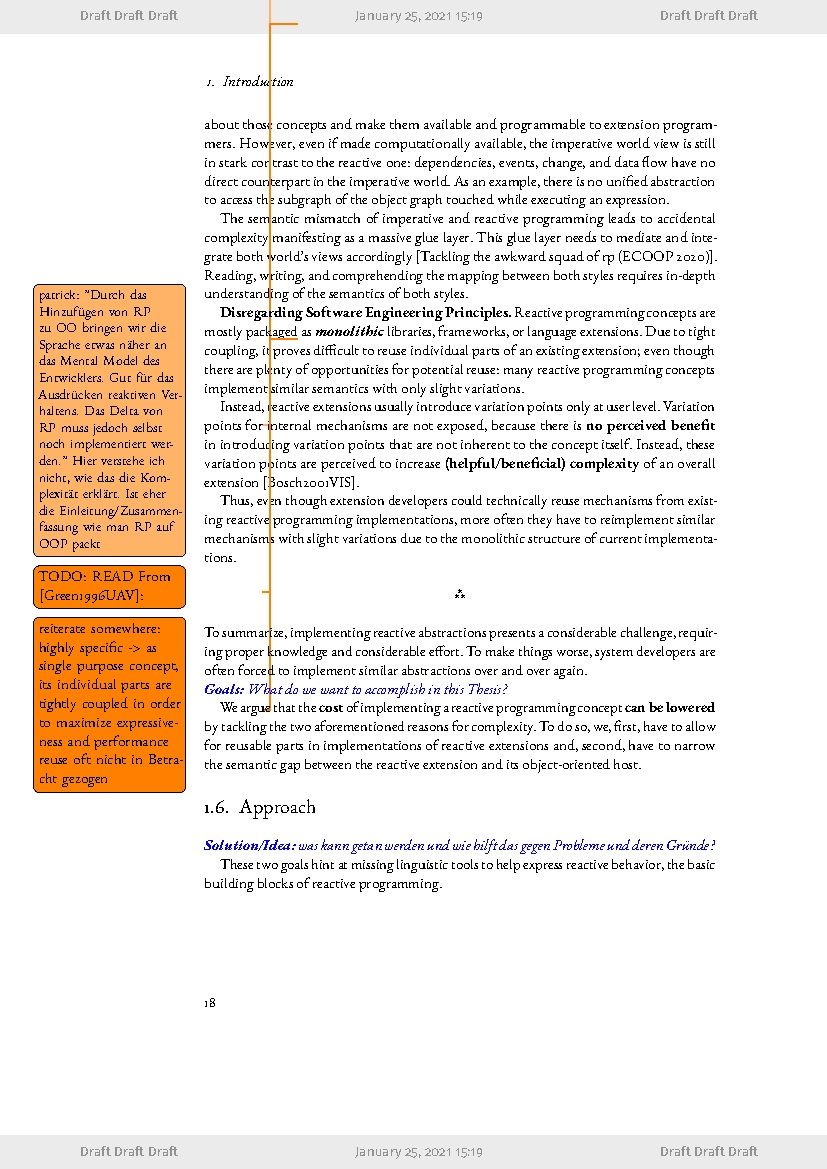 Draft Draft Draft January 25, 2021 15:19 Draft Draft Draft
1. Introduction
about those concepts and make them available and programmable to extension program-
mers. However, even if made computationally available, the imperative world view is still
in stark contrast to the reactive one: dependencies, events, change, and data flow have no
direct counterpart in the imperative world. As an example, there is no unified abstraction
to access the subgraph of the object graph touched while executing an expression.
The semantic mismatch of imperative and reactive programming leads to accidental
complexity manifesting as a massive glue layer. This glue layer needs to mediate and inte-
grate both world's views accordingly [Tackling the awkward squad of rp (ECOOP 2020)].
Reading, writing, and comprehending the mapping between both styles requires in-depth
understanding of the semantics of both styles.
Disregarding Software Engineering Principles. Reactive programming concepts are
mostly packaged as monolithic libraries, frameworks, or language extensions. Due to tight
coupling, it proves difficult to reuse individual parts of an existing extension; even though
there are plenty of opportunities for potential reuse: many reactive programming concepts
implement similar semantics with only slight variations.
Instead, reactive extensions usually introduce variation points only at user level. Variation
points for internal mechanisms are not exposed, because there is no perceived benefit
in introducing variation points that are not inherent to the concept itself. Instead, these
variation points are perceived to increase (helpful/beneficial) complexity of an overall
extension [Bosch2001VIS].
Thus, even though extension developers could technically reuse mechanisms from exist-
ing reactive programming implementations, more often they have to reimplement similar
mechanisms with slight variations due to the monolithic structure of current implementa-
tions.
⁂
To summarize, implementing reactive abstractions presents a considerable challenge, requir-
ing proper knowledge and considerable effort. To make things worse, system developers are
often forced to implement similar abstractions over and over again.
Goals: What do we want to accomplish in this Thesis?
We argue that the cost of implementing a reactive programming concept can be lowered
by tackling the two aforementioned reasons for complexity. To do so, we, first, have to allow
for reusable parts in implementations of reactive extensions and, second, have to narrow
the semantic gap between the reactive extension and its object-oriented host.
1.6. Approach
Solution/Idea: was kann getan werden und wie hilft das gegen Probleme und deren Gründe?
These two goals hint at missing linguistic tools to help express reactive behavior, the basic
building blocks of reactive programming.
patrick: "Durch das
Hinzufügen von RP
zu OO bringen wir die
Sprache etwas näher an
das Mental Model des
Entwicklers. Gut für das
Ausdrücken reaktiven Ver-
haltens. Das Delta von
RP muss jedoch selbst
noch implementiert wer-
den." Hier verstehe ich
nicht, wie das die Kom-
plexität erklärt. Ist eher
die Einleitung/Zusammen-
fassung wie man RP auf
OOP packt
TODO: READ From
[Green1996UAV]:
reiterate somewhere:
highly specific -> as
single purpose concept,
its individual parts are
tightly coupled in order
to maximize expressive-
ness and performance
reuse oft nicht in Betra-
cht gezogen
18
Draft Draft Draft January 25, 2021 15:19 Draft Draft Draft